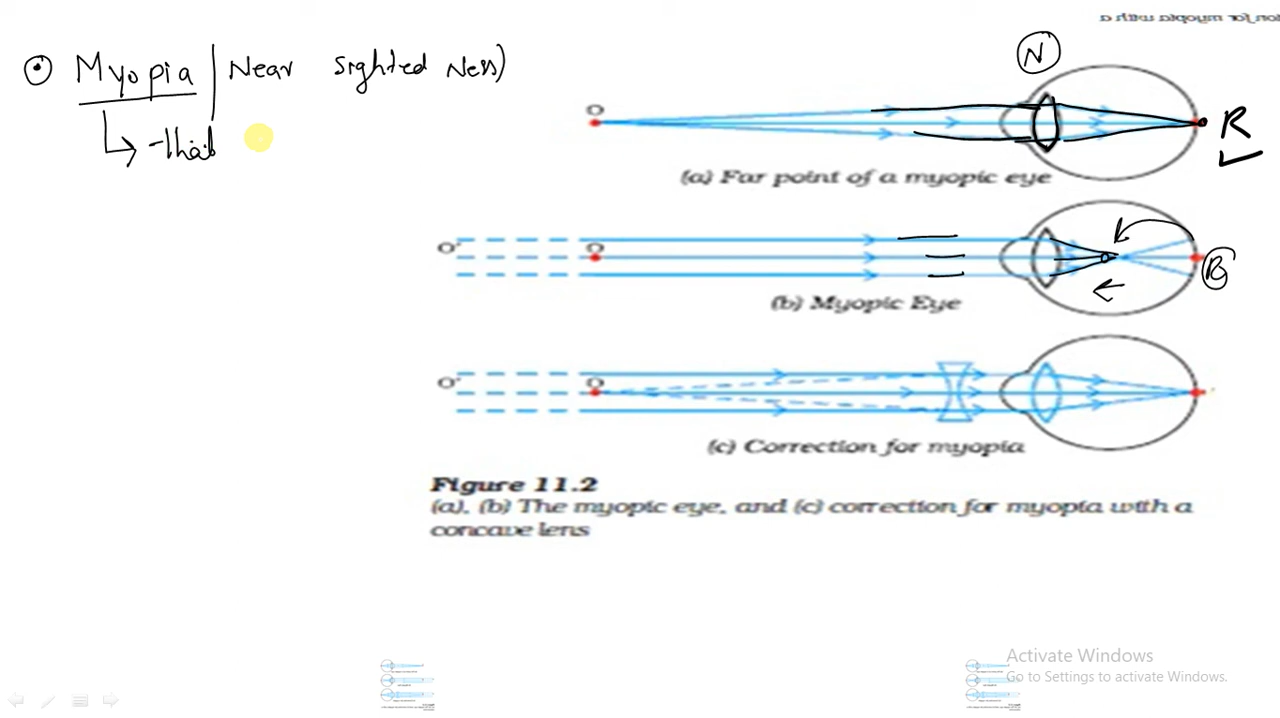 Myopia | Near Sighted Ness)
N
O
R
(a) Far point of a myopic eye
O' O
(b) Myopic Eye
O' O
(c) Correction for myopia
Figure 11.2
(a), (b) The myopic eye, and (c) correction for myopia with a
concave lens
Activate Windows
Go to Settings to activate Windows.